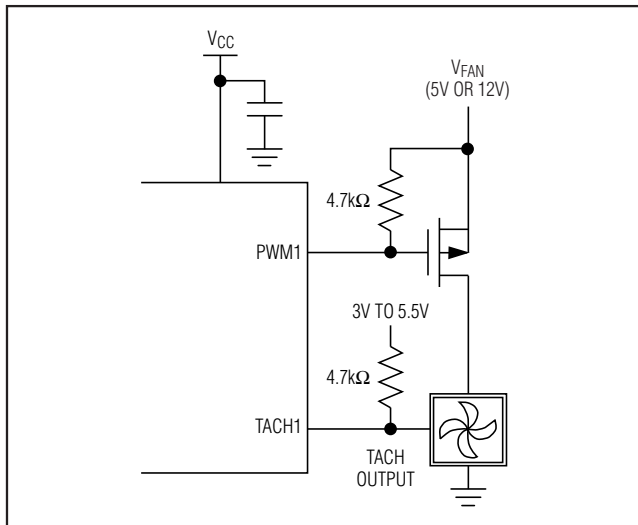 VCC
VFAN
(5V OR 12V)
4.7kΩ
PWM1
3V TO 5.5V
4.7kΩ
TACH1
TACH
OUTPUT